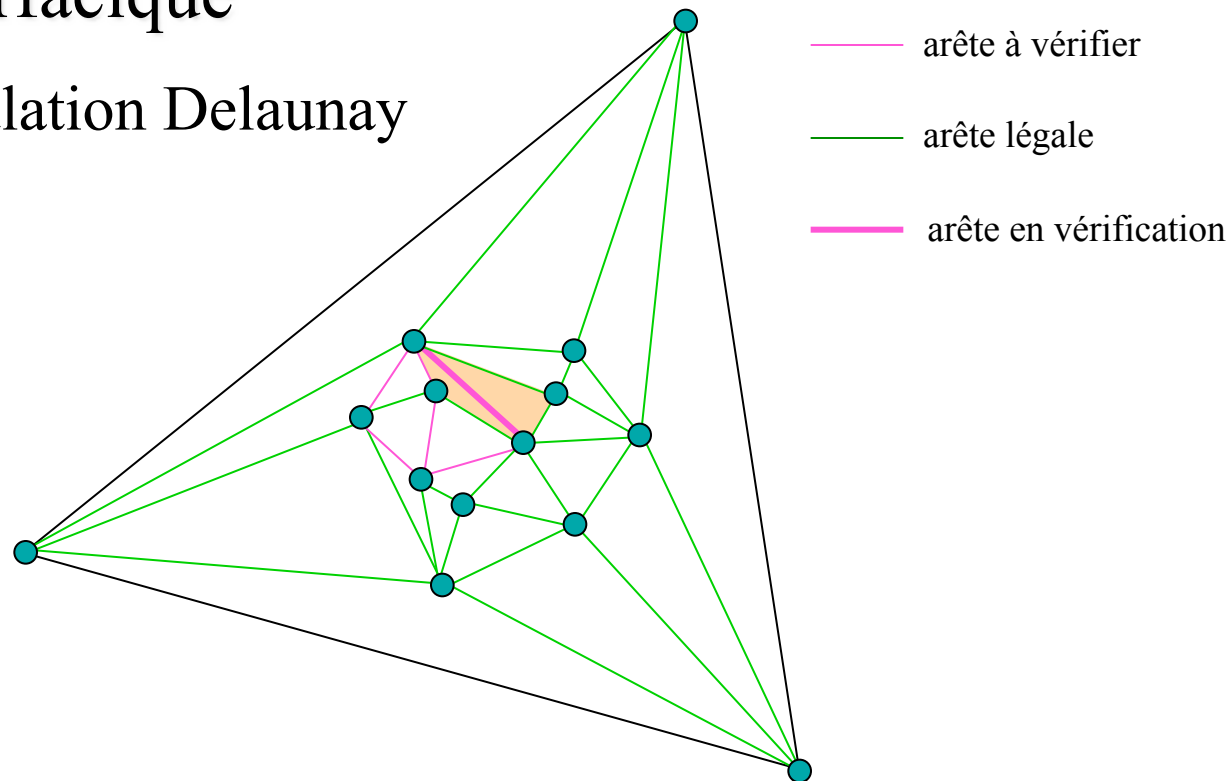 lation Delaunay
arête à vérifier
arête légale
arête en vérification